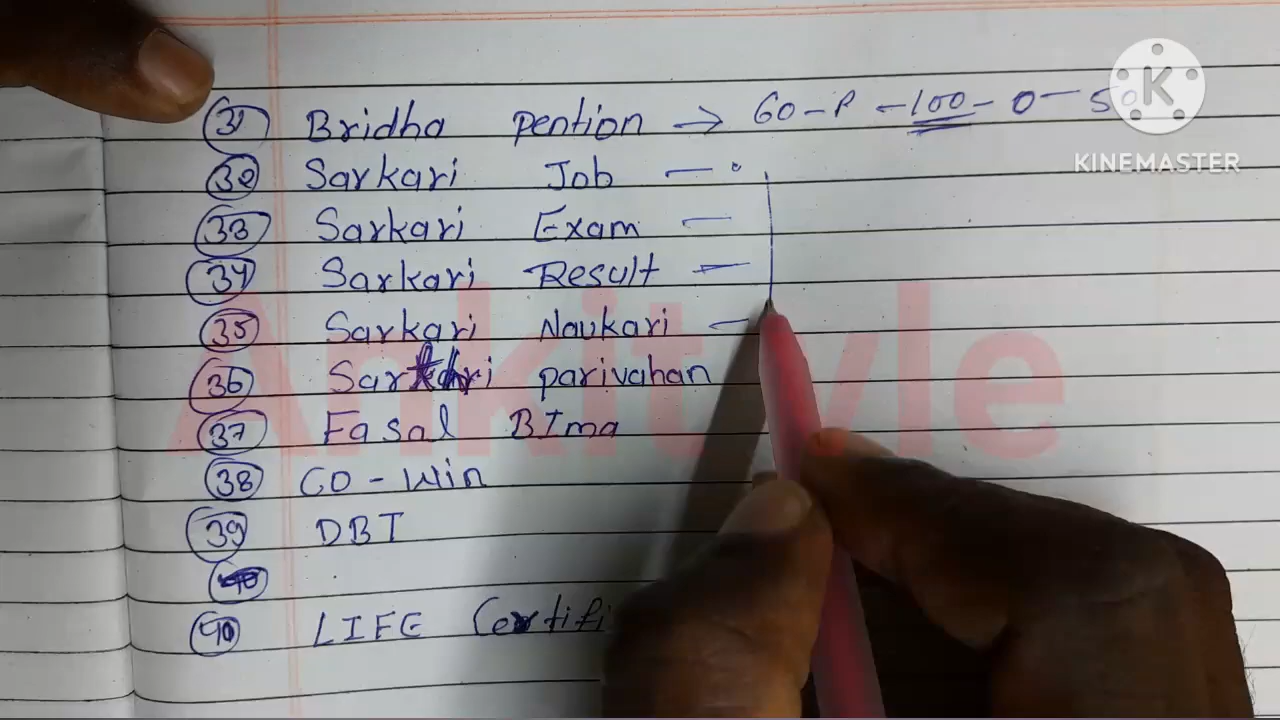 31 Bridha pention → 60 - P - 100 - 0 - 50
KINEMASTER
32 Sarkari Job -
33 Sarkari Exam -
34 Sarkari Result -
35 Sarkari Naukari -
36 Sarkari parivahan
37 Fasal BIma
38 CO - Win
39 DBT
40
40 LIFE Certifi
Ankityle